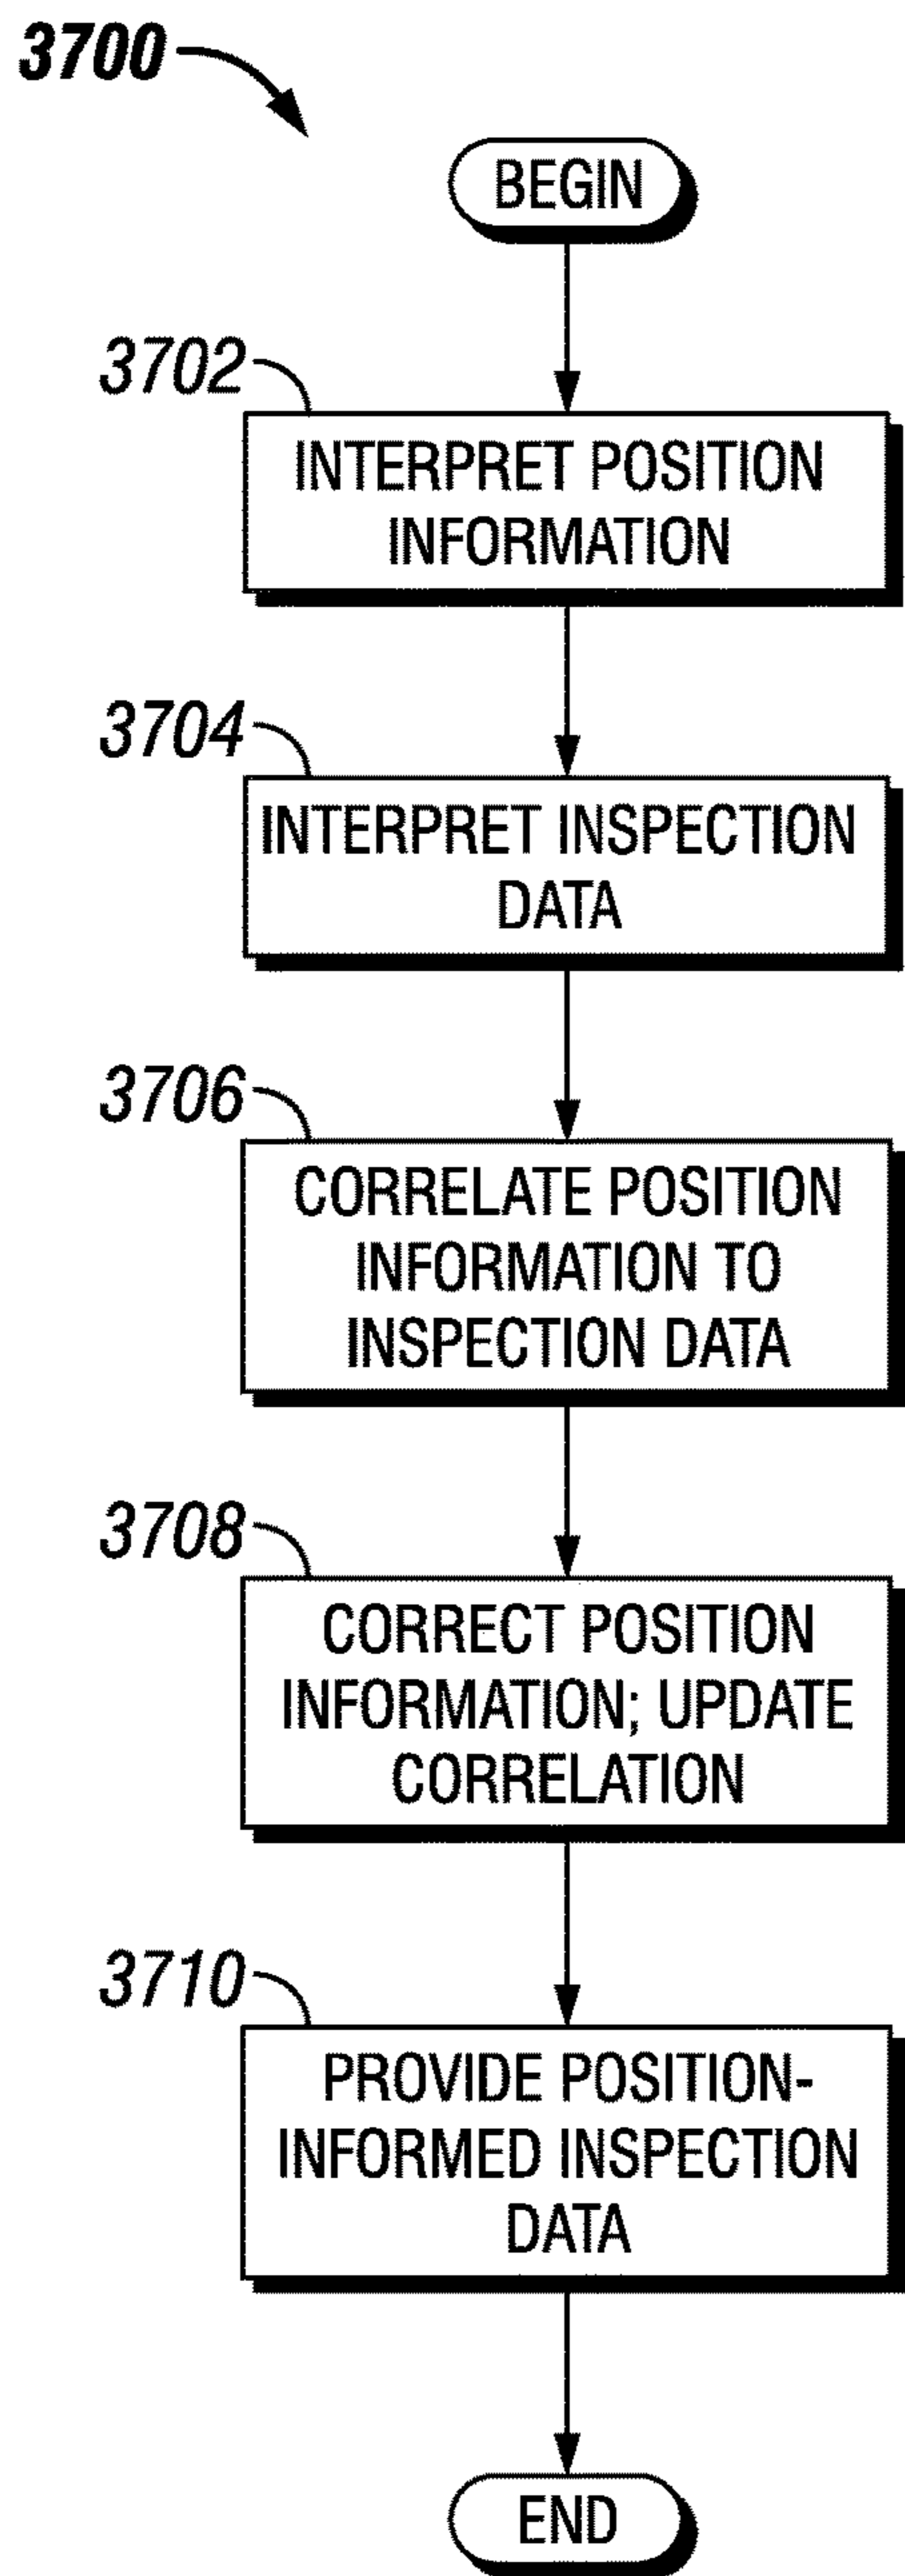 3700
BEGIN
3702
INTERPRET POSITION
INFORMATION
3704
INTERPRET INSPECTION
DATA
3706
CORRELATE POSITION
INFORMATION TO
INSPECTION DATA
3708
CORRECT POSITION
INFORMATION; UPDATE
CORRELATION
3710
PROVIDE POSITION-
INFORMED INSPECTION
DATA
END